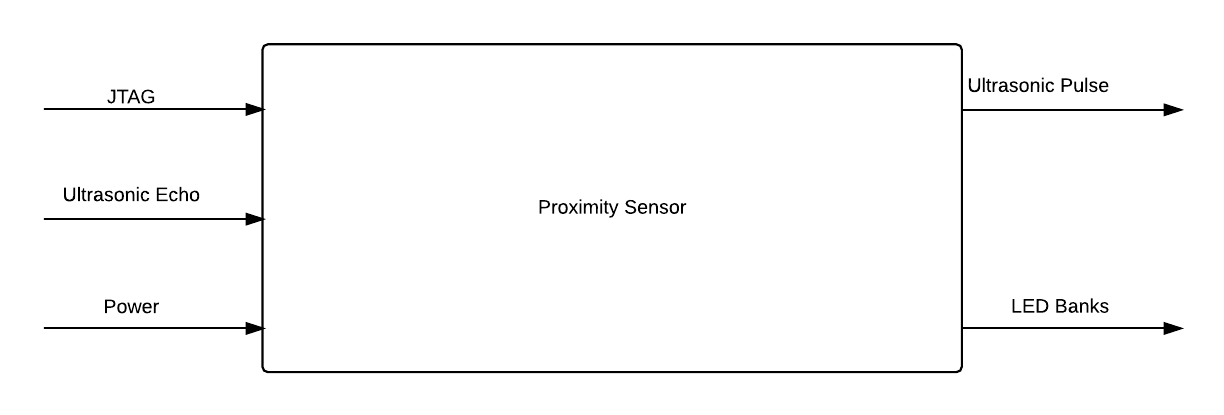 JTAG
Ultrasonic Echo
Power
Proximity Sensor
Ultrasonic Pulse
LED Banks